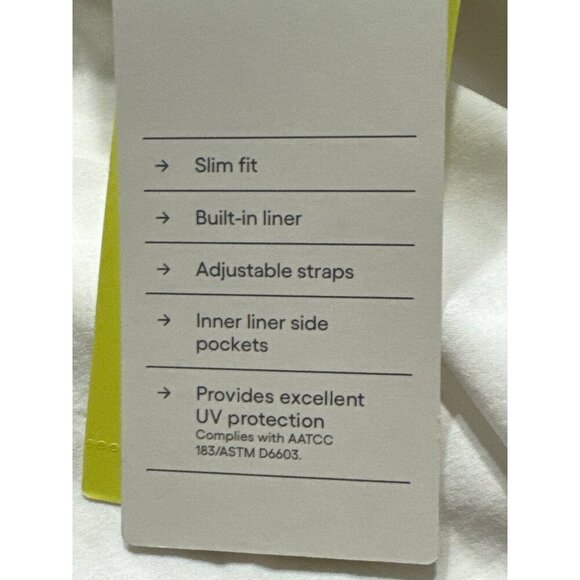 → Slim fit
→ Built-in liner
→ Adjustable straps
→ Inner liner side
pockets
→ Provides excellent
UV protection
Complies with AATCC
183/ASTM D6603.